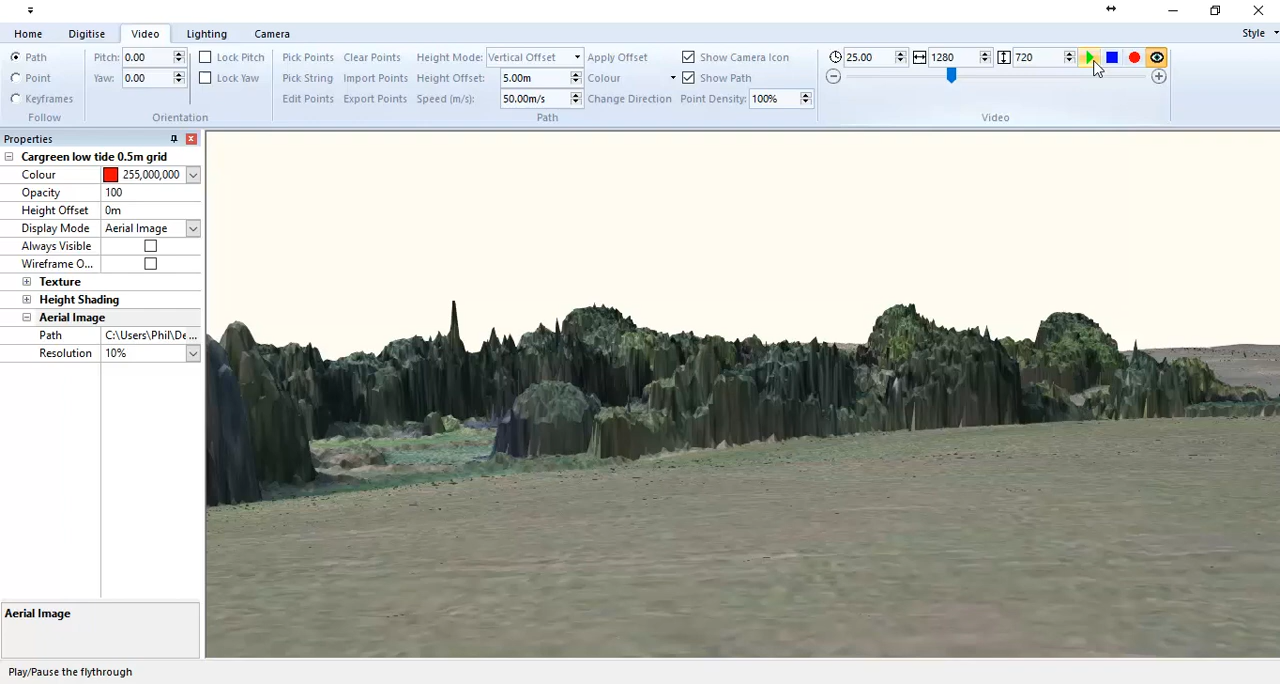 Home Digitise Video Lighting Camera Style
Path Pitch: 0.00 Lock Pitch Pick Points Clear Points Height Mode: Vertical Offset Apply Offset Show Camera Icon 25.00 1280 720
Point Yaw: 0.00 Lock Yaw Pick String Import Points Height Offset: 5.00m Colour Show Path
Keyframes Edit Points Export Points Speed (m/s): 50.00m/s Change Direction Point Density: 100%
Follow Orientation Path Video
Properties
Cargreen low tide 0.5m grid
Colour 255,000,000
Opacity 100
Height Offset 0m
Display Mode Aerial Image
Always Visible
Wireframe O...
Texture
Height Shading
Aerial Image
Path C:\Users\Phil\De ...
Resolution 10%
Aerial Image
Play/Pause the flythrough